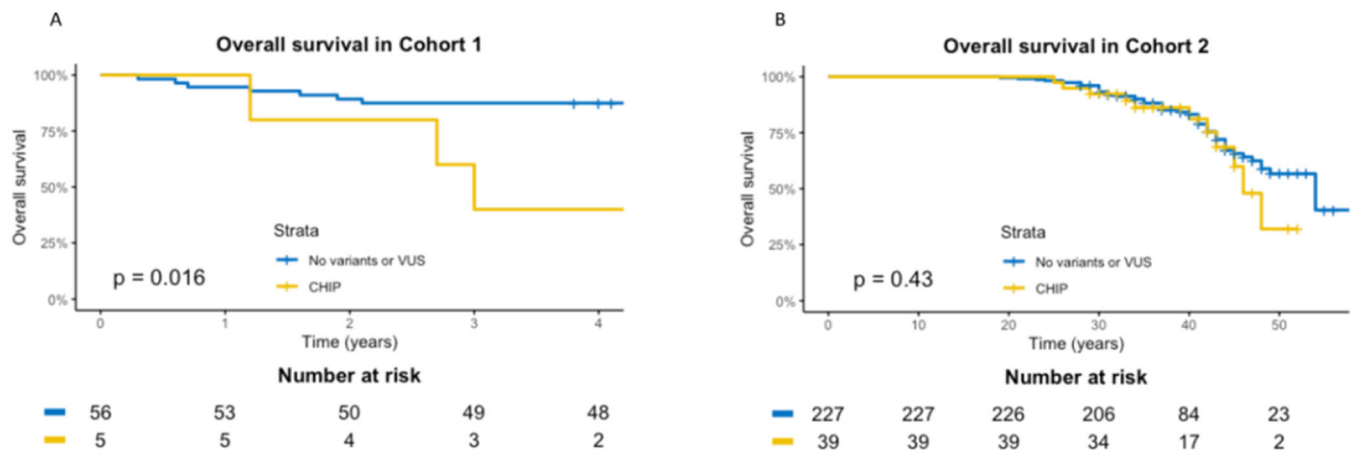 A
Overall survival in Cohort 1
100%
75%
50%
25%
0%
Overall survival
Strata
No variants or VUS
CHIP
p = 0.016
0 1 2 3 4
Time (years)
Number at risk
56 53 50 49 48
5 5 4 3 2
B
Overall survival in Cohort 2
100%
75%
50%
25%
0%
Overall survival
Strata
No variants or VUS
CHIP
p = 0.43
0 10 20 30 40 50
Time (years)
Number at risk
227 227 226 206 84 23
39 39 39 34 17 2